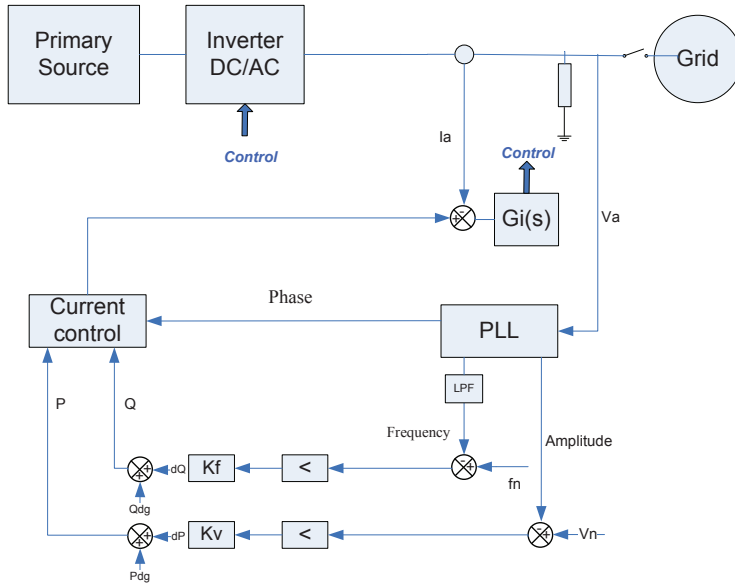 Primary
Source
Inverter
DC/AC
Grid
Ia
Control
Control
Va
Gi(s)
Current
control
Phase
PLL
LPF
P
Q
Frequency
Amplitude
fn
dQ
Kf
<
Qdg
dP
Kv
<
Vn
Pdg